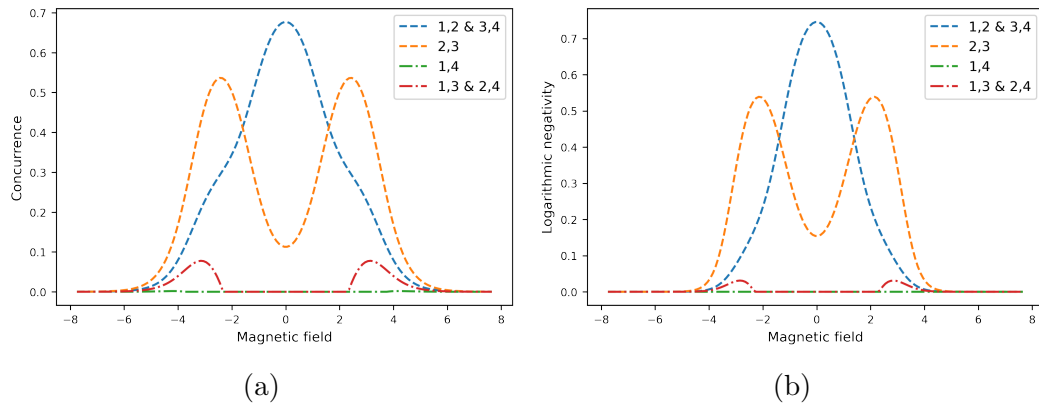 0.7
0.6
0.5
0.4
0.3
0.2
0.1
0.0
Concurrence
−8 −6 −4 −2 0 2 4 6 8
Magnetic field
1,2 & 3,4
2,3
1,4
1,3 & 2,4
(a)
0.7
0.6
0.5
0.4
0.3
0.2
0.1
0.0
Logarithmic negativity
−8 −6 −4 −2 0 2 4 6 8
Magnetic field
1,2 & 3,4
2,3
1,4
1,3 & 2,4
(b)